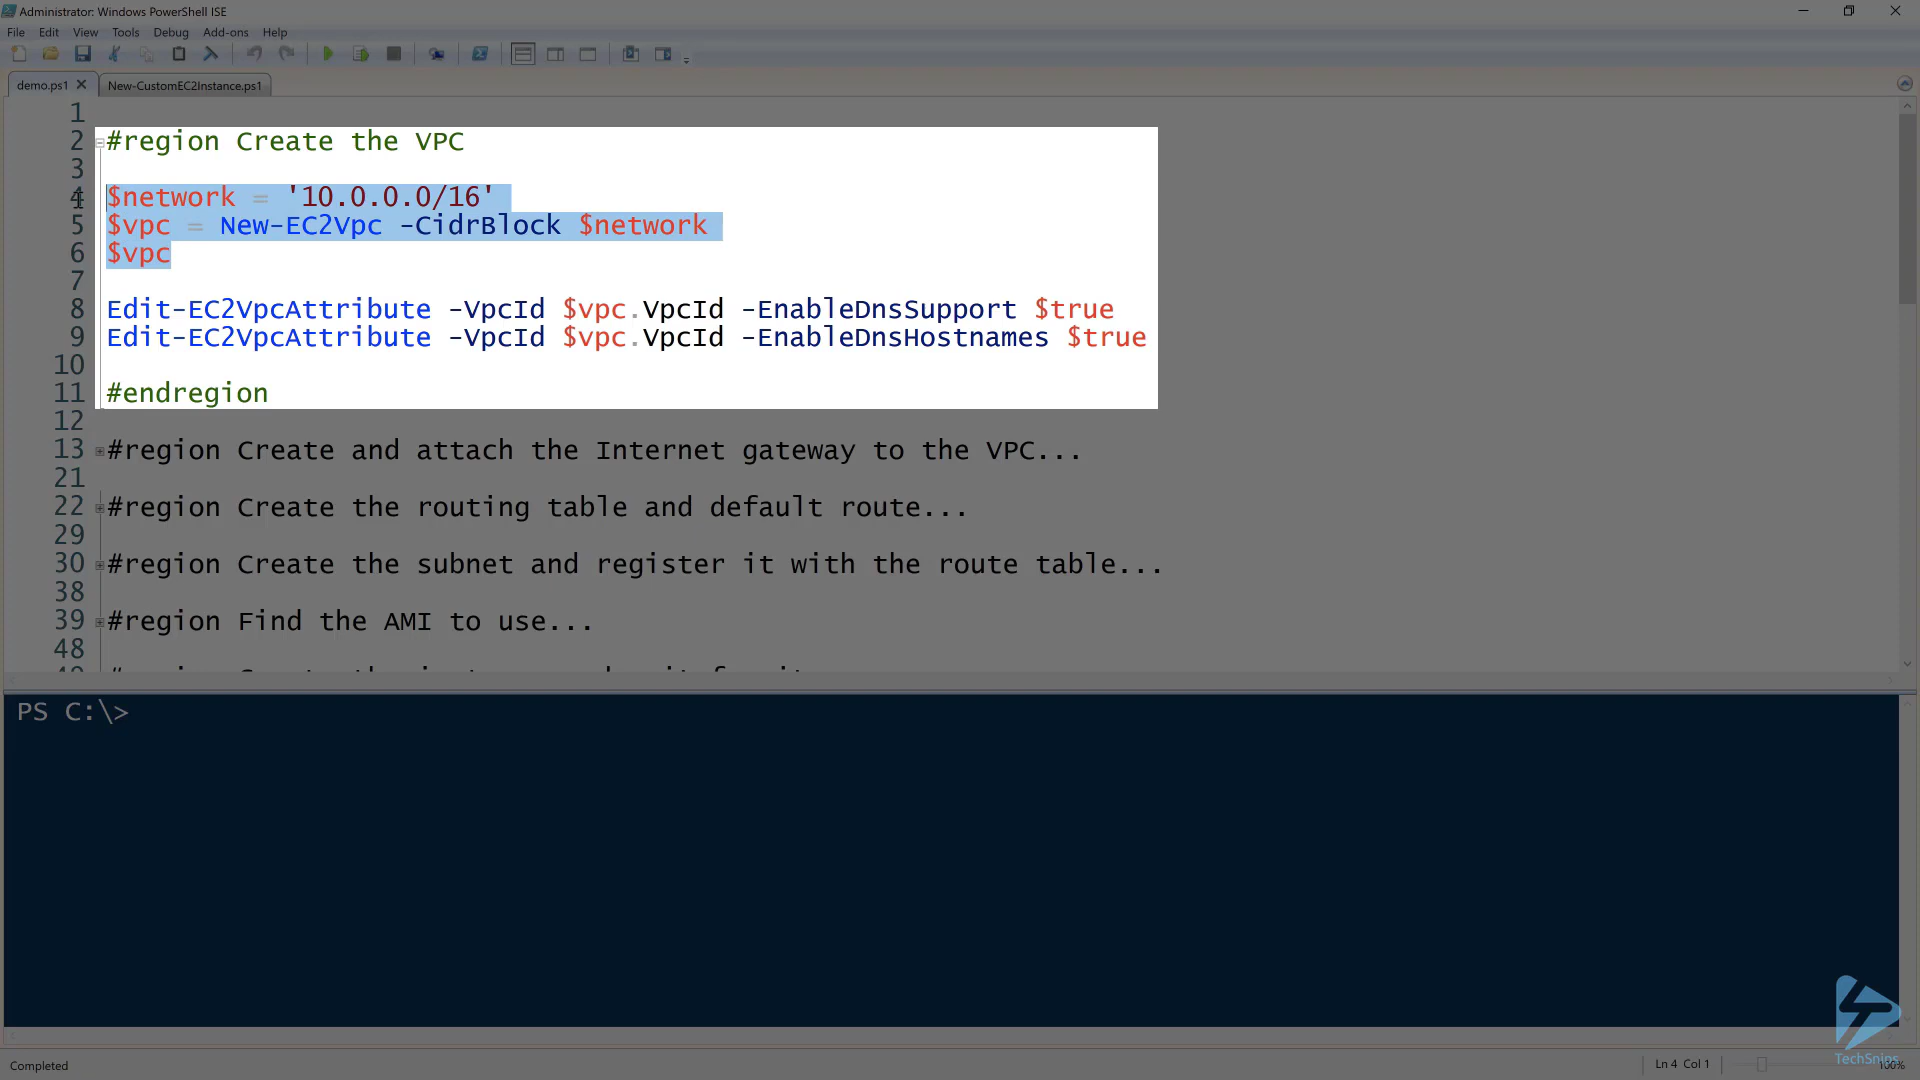 Administrator: Windows PowerShell ISE
File Edit View Tools Debug Add-ons Help
demo.ps1 New-CustomEC2Instance.ps1
1
2 #region Create the VPC
3
4 $network = '10.0.0.0/16'
5 $vpc = New-EC2Vpc -CidrBlock $network
6 $vpc
7
8 Edit-EC2VpcAttribute -VpcId $vpc.VpcId -EnableDnsSupport $true
9 Edit-EC2VpcAttribute -VpcId $vpc.VpcId -EnableDnsHostnames $true
10
11 #endregion
12
13 #region Create and attach the Internet gateway to the VPC...
21
22 #region Create the routing table and default route...
29
30 #region Create the subnet and register it with the route table...
38
39 #region Find the AMI to use...
48
PS C:\>
TechSnips
Completed Ln 4 Col 1 100%